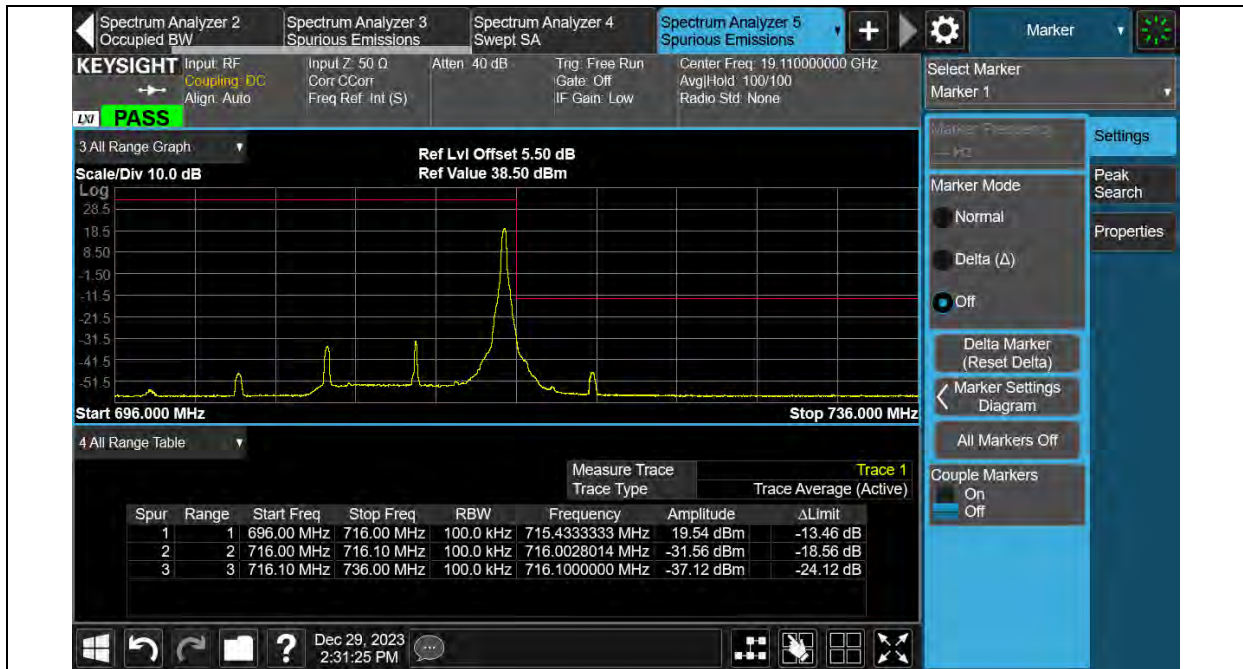 Spectrum Analyzer 2
Occupied BW
Spectrum Analyzer 3
Spurious Emissions
Spectrum Analyzer 4
Swept SA
Spectrum Analyzer 5
Spurious Emissions
Marker
KEYSIGHT
Input: RF
Coupling: DC
Align: Auto
Input Z: 50 Ω
Corr CCorr
Freq Ref: Int (S)
Atten: 40 dB
Trig: Free Run
Gate: Off
IF Gain: Low
Center Freq: 19.110000000 GHz
Avg|Hold: 100/100
Radio Std: None
LXI
PASS
3 All Range Graph
Ref Lvl Offset 5.50 dB
Scale/Div 10.0 dB
Ref Value 38.50 dBm
Log
28.5
18.5
8.50
-1.50
-11.5
-21.5
-31.5
-41.5
-51.5
Start 696.000 MHz
Stop 736.000 MHz
4 All Range Table
Measure Trace Trace 1
Trace Type Trace Average (Active)
Spur Range Start Freq Stop Freq RBW Frequency Amplitude ΔLimit
1 1 696.00 MHz 716.00 MHz 100.0 kHz 715.4333333 MHz 19.54 dBm -13.46 dB
2 2 716.00 MHz 716.10 MHz 100.0 kHz 716.0028014 MHz -31.56 dBm -18.56 dB
3 3 716.10 MHz 736.00 MHz 100.0 kHz 716.1000000 MHz -37.12 dBm -24.12 dB
Dec 29, 2023
2:31:25 PM
Select Marker
Marker 1
Marker Frequency
--- Hz
Settings
Marker Mode
Normal
Delta (Δ)
Off
Peak
Search
Properties
Delta Marker
(Reset Delta)
Marker Settings
Diagram
All Markers Off
Couple Markers
On
Off